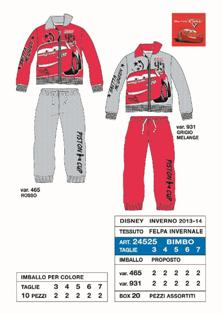 var. 931
GRIGIO
MELANGE
PISTON CUP
PISTON CUP
var. 465
ROSSO
DISNEY INVERNO 2013-14
TESSUTO FELPA INVERNALE
ART. 24525 BIMBO
TAGLIE 3 4 5 6 7
IMBALLO PROPOSTO
var. 465 2 2 2 2 2
var. 931 2 2 2 2 2
BOX 20 PEZZI ASSORTITI
IMBALLO PER COLORE
TAGLIE 3 4 5 6 7
10 PEZZI 2 2 2 2 2